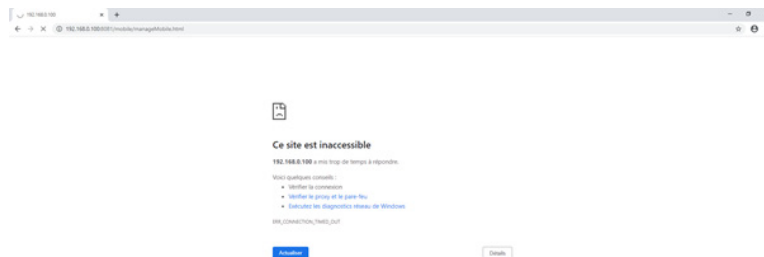 192.168.0.100
192.168.0.100:8081/mobile/manageMobile.html
Ce site est inaccessible
192.168.0.100 a mis trop de temps à répondre.
Voici quelques conseils :
Vérifier la connexion
Vérifier le proxy et le pare-feu
Exécutez les diagnostics réseau de Windows
ERR_CONNECTION_TIMED_OUT
Actualiser
Détails